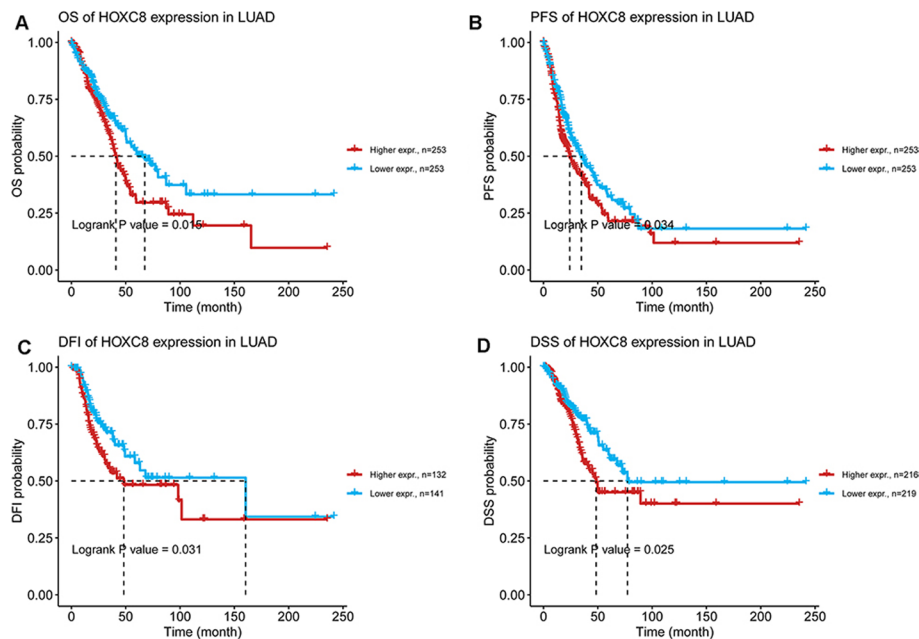 A
OS of HOXC8 expression in LUAD
1.00
0.75
0.50
0.25
0.00
OS probability
Logrank P value = 0.015
0 50 100 150 200 250
Time (month)
Higher expr., n=253
Lower expr., n=253
B
PFS of HOXC8 expression in LUAD
1.00
0.75
0.50
0.25
0.00
PFS probability
Logrank P value = 0.034
0 50 100 150 200 250
Time (month)
Higher expr., n=253
Lower expr., n=253
C
DFI of HOXC8 expression in LUAD
1.00
0.75
0.50
0.25
0.00
DFI probability
Logrank P value = 0.031
0 50 100 150 200 250
Time (month)
Higher expr., n=132
Lower expr., n=141
D
DSS of HOXC8 expression in LUAD
1.00
0.75
0.50
0.25
0.00
DSS probability
Logrank P value = 0.025
0 50 100 150 200 250
Time (month)
Higher expr., n=216
Lower expr., n=219